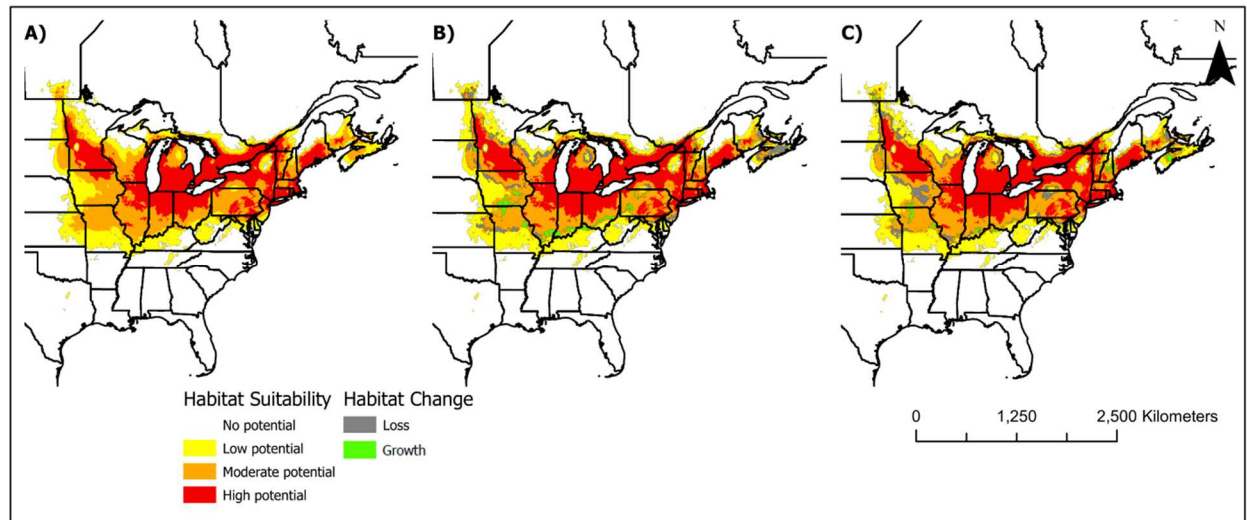 A)
B)
C)
N
Habitat Suitability
Habitat Change
No potential
Loss
Low potential
Growth
Moderate potential
High potential
0 1,250 2,500 Kilometers